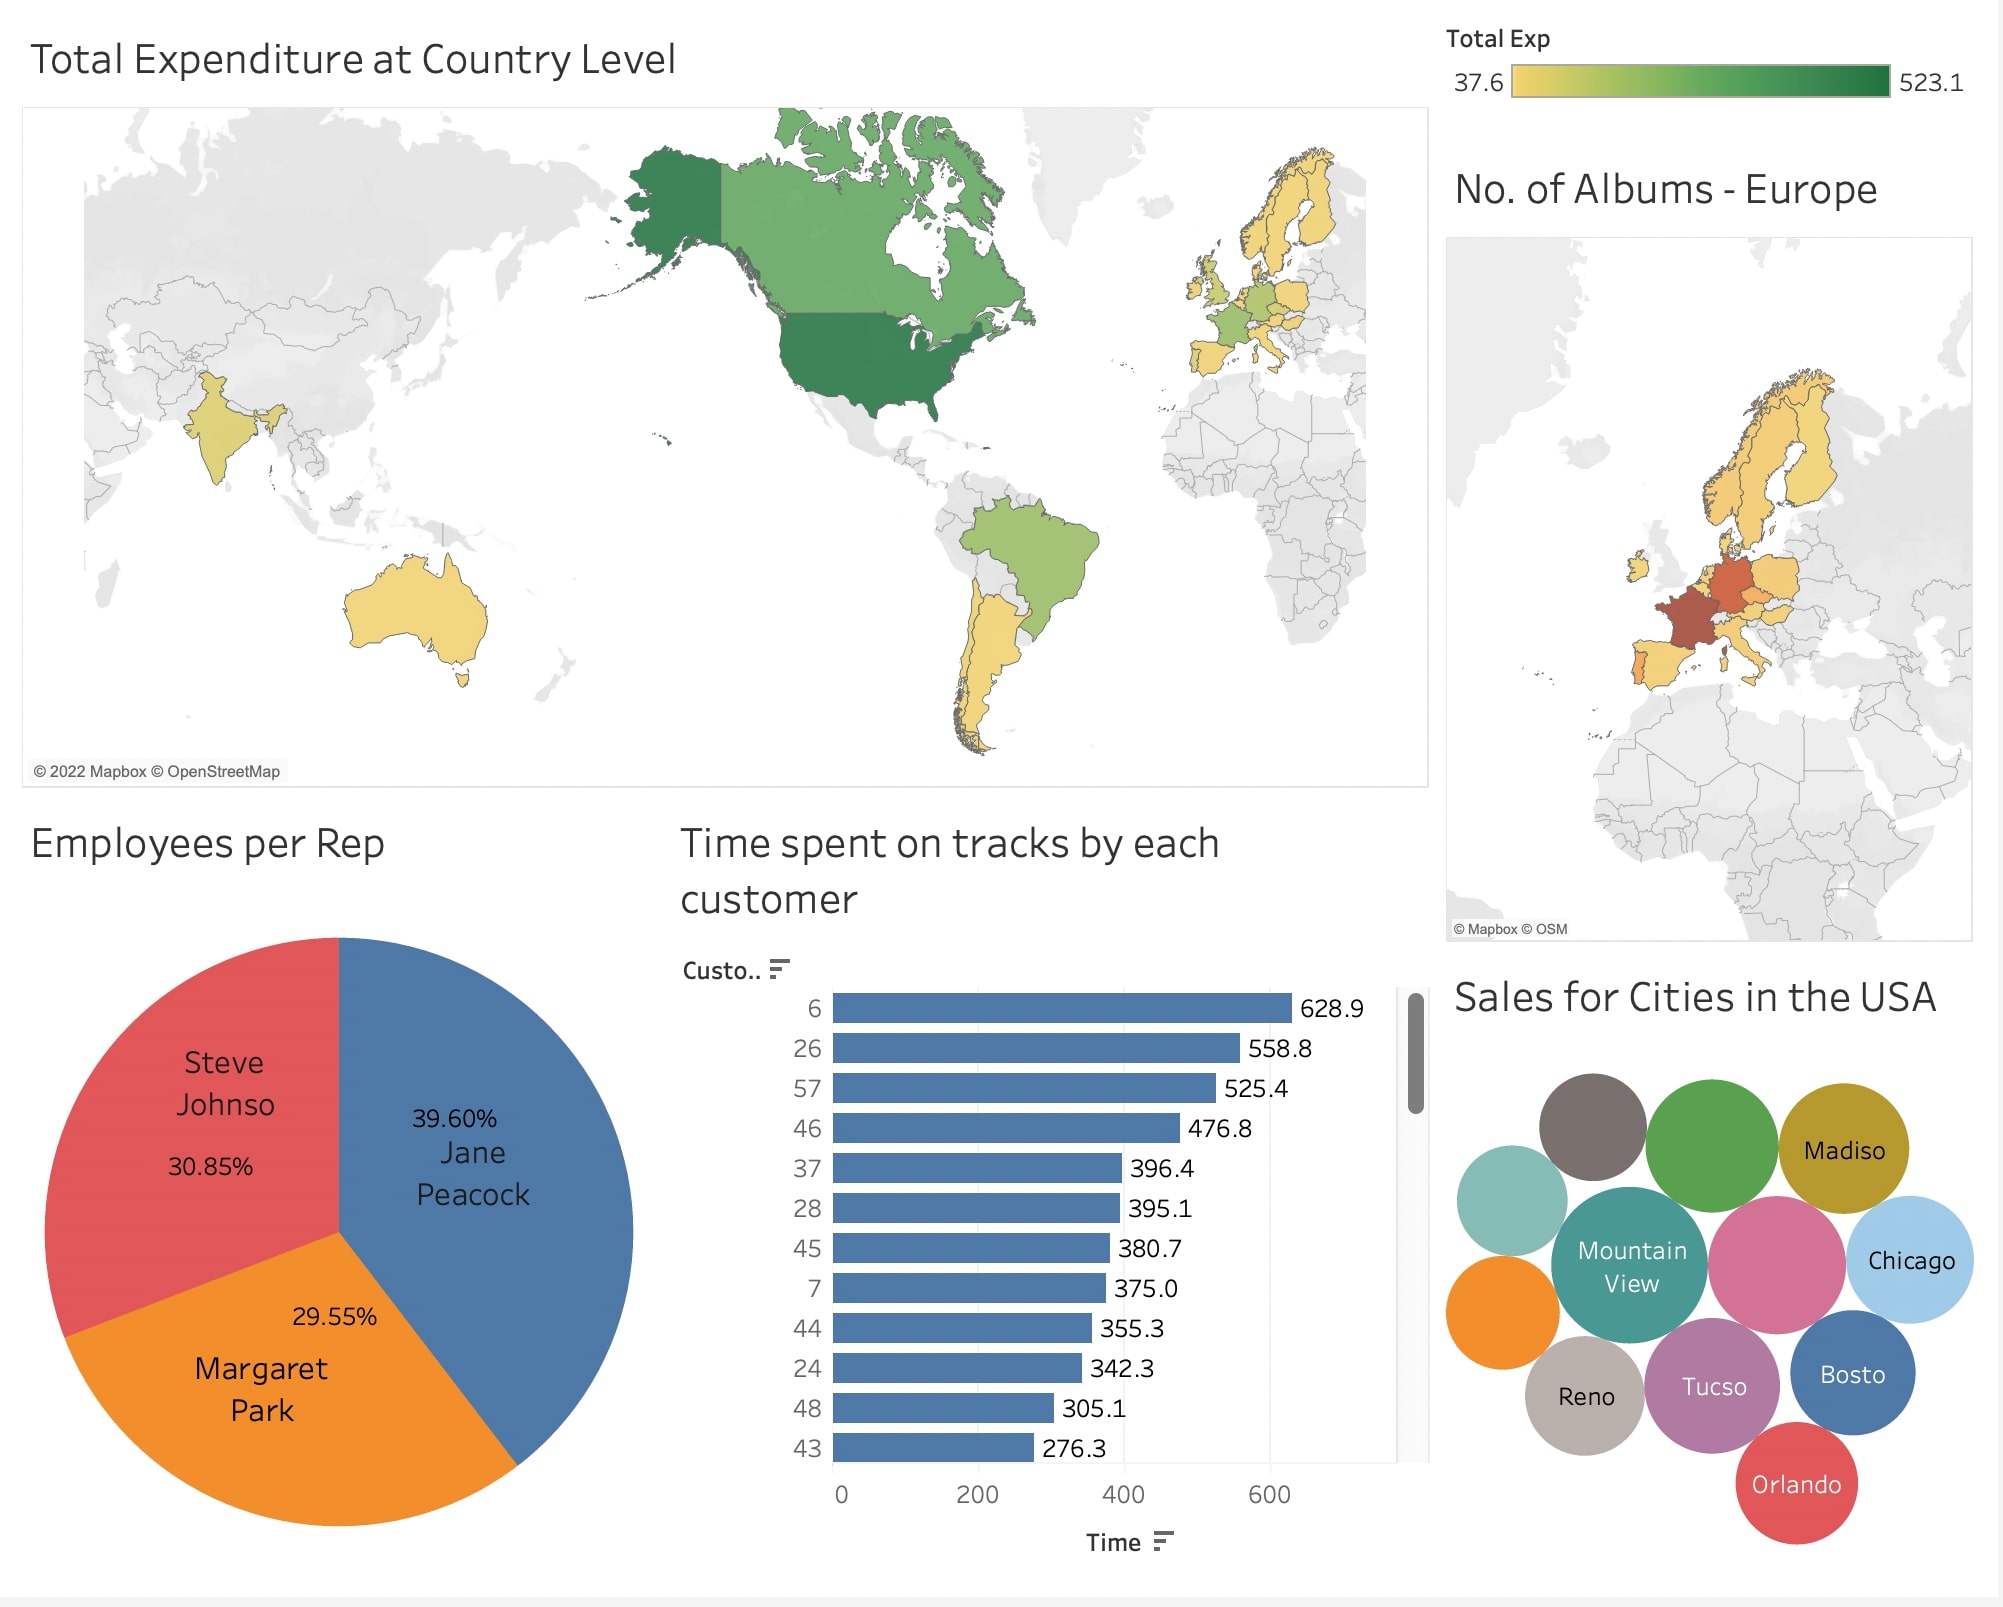 Total Expenditure at Country Level
© 2022 Mapbox © OpenStreetMap
Total Exp
37.6
523.1
No. of Albums - Europe
© Mapbox © OSM
Employees per Rep
Steve
Johnso
30.85%
39.60%
Jane
Peacock
29.55%
Margaret
Park
Time spent on tracks by each
customer
Custo..
6 628.9
26 558.8
57 525.4
46 476.8
37 396.4
28 395.1
45 380.7
7 375.0
44 355.3
24 342.3
48 305.1
43 276.3
0 200 400 600
Time
Sales for Cities in the USA
Madiso
Mountain
View
Chicago
Reno
Tucso
Bosto
Orlando